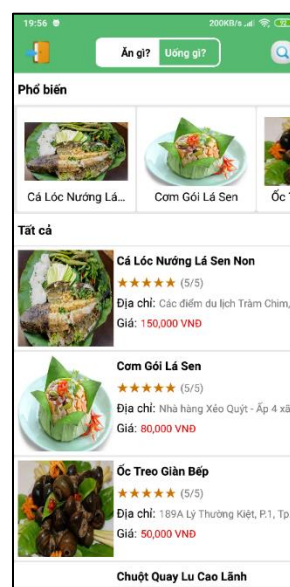 19:56 200KB/s
Ăn gì? Uống gì?
Phổ biến
Cá Lóc Nướng Lá... Cơm Gói Lá Sen Ốc
Tất cả
Cá Lóc Nướng Lá Sen Non
(5/5)
Địa chỉ: Các điểm du lịch Tràm Chim,
Giá: 150,000 VNĐ
Cơm Gói Lá Sen
(5/5)
Địa chỉ: Nhà hàng Xẻo Quýt - Ấp 4 xã
Giá: 80,000 VNĐ
Ốc Treo Giàn Bếp
(5/5)
Địa chỉ: 189A Lý Thường Kiệt, P.1, Tp.
Giá: 50,000 VNĐ
Chuột Quay Lu Cao Lãnh